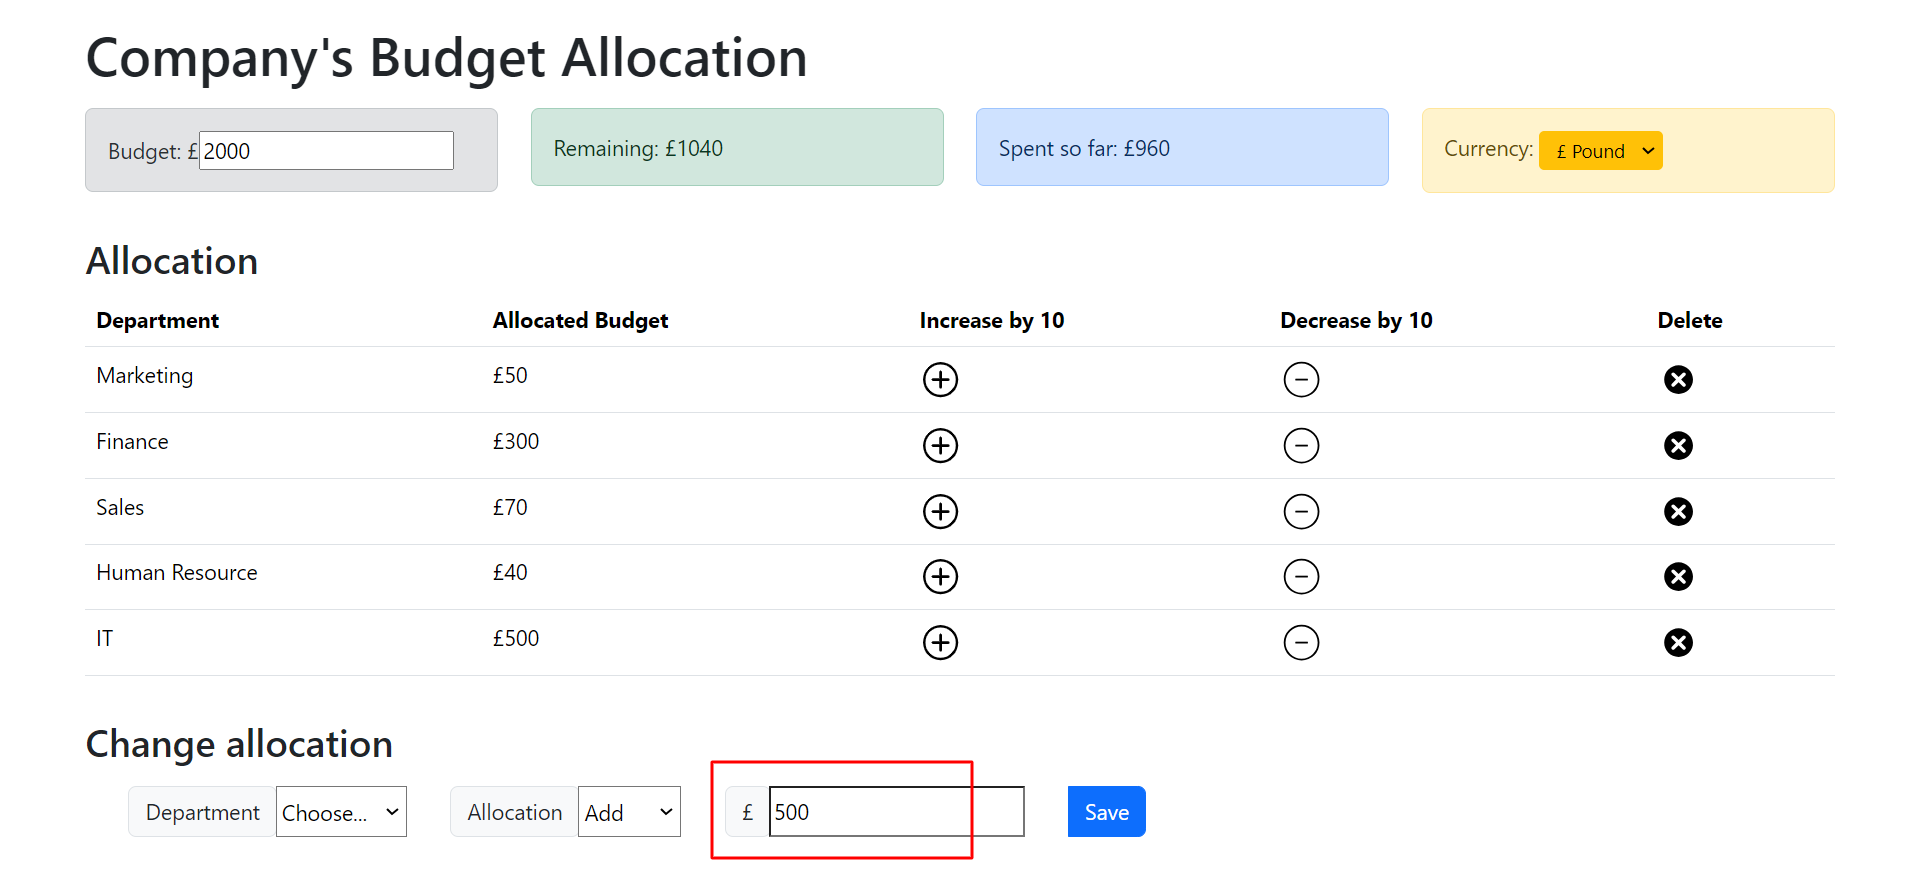 Company's Budget Allocation
Budget: £ 2000 Remaining: £1040 Spent so far: £960 Currency: £ Pound
Allocation
Department Allocated Budget Increase by 10 Decrease by 10 Delete
Marketing £50
Finance £300
Sales £70
Human Resource £40
IT £500
Change allocation
Department Choose... Allocation Add £ 500 Save